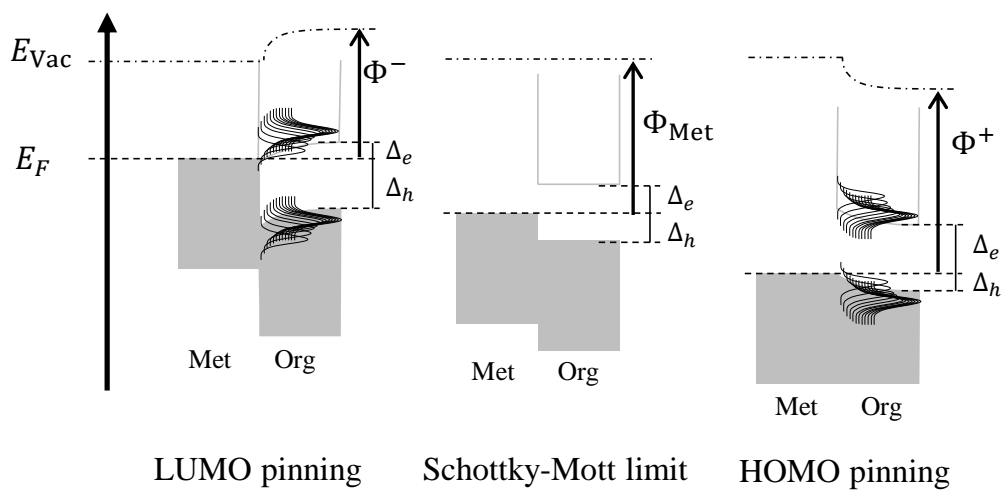 E_Vac
E_F
Φ⁻
Δ_e
Δ_h
Met Org
LUMO pinning
Φ_Met
Δ_e
Δ_h
Met Org
Schottky-Mott limit
Φ⁺
Δ_e
Δ_h
Met Org
HOMO pinning